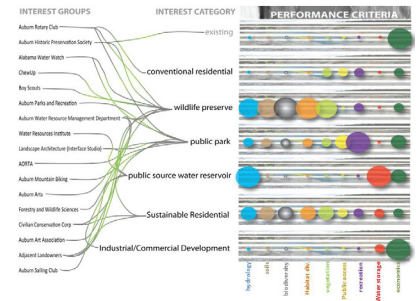 INTEREST GROUPS
INTEREST CATEGORY
PERFORMANCE CRITERIA
Auburn Rotary Club
Auburn Historic Preservation Society
Alabama Water Watch
ChewUp
Boy Scouts
Auburn Parks and Recreation
Auburn Water Resource Management Department
Water Resources Institute
Landscape Architecture (Interface Studio)
Auburn Mountain Biking
Auburn Arts
Forestry and Wildlife Sciences
Civilian Conservation Corp
Auburn Art Association
Adjacent Landowners
Auburn Sailing Club
existing
conventional residential
wildlife preserve
public park
public source water reservoir
Sustainable Residential
Industrial/Commercial Development
hydrology
soils
biodiversity
Habitat div.
vegetation
Public access
recreation
Water storage
economics